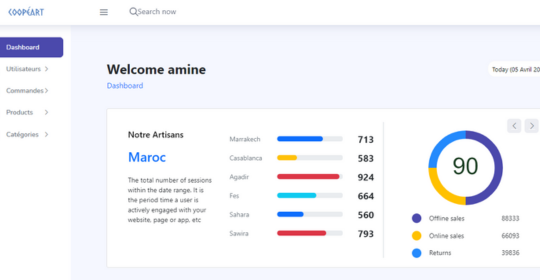 COOPéART
Search now
Dashboard
Utilisateurs
Commandes
Products
Catégories
Welcome amine
Dashboard
Today (05 Avril 20
Notre Artisans
Maroc
The total number of sessions
within the date range. It is
the period time a user is
actively engaged with your
website, page or app, etc
Marrakech 713
Casablanca 583
Agadir 924
Fes 664
Sahara 560
Sawira 793
90
Offline sales 88333
Online sales 66093
Returns 39836